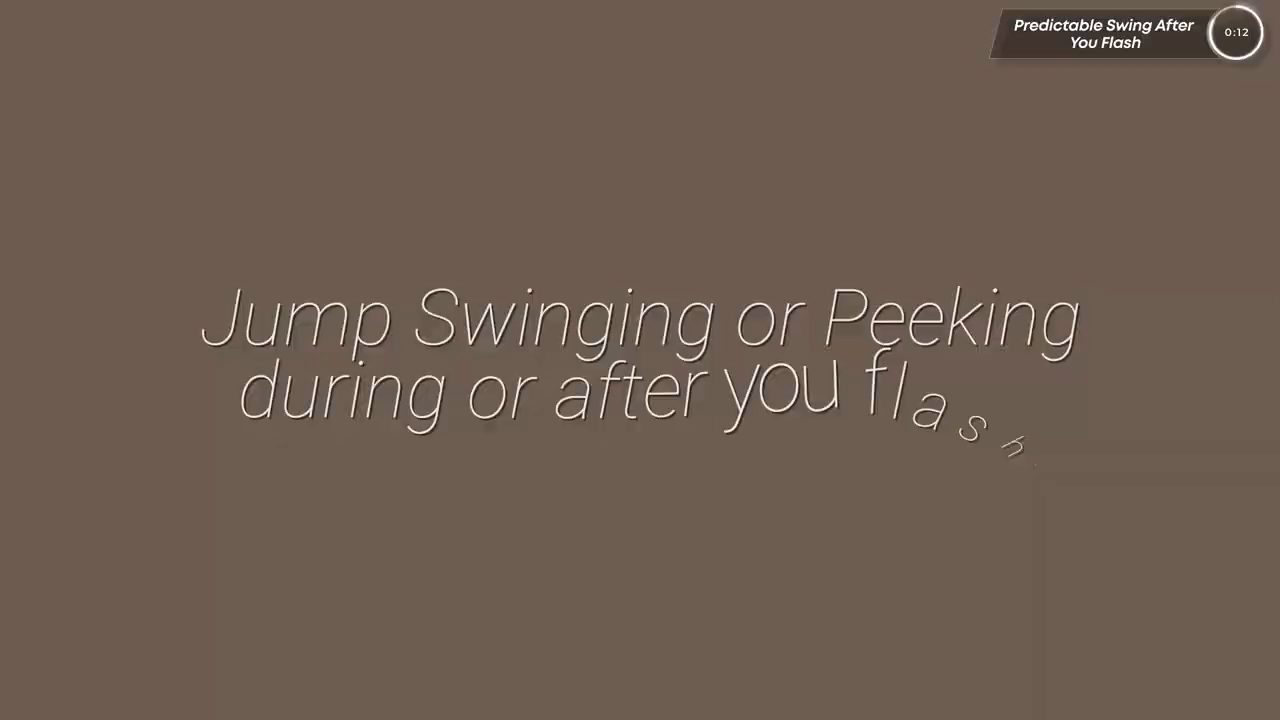 Predictable Swing After
You Flash
0:12
Jump Swinging or Peeking
during or after you flash